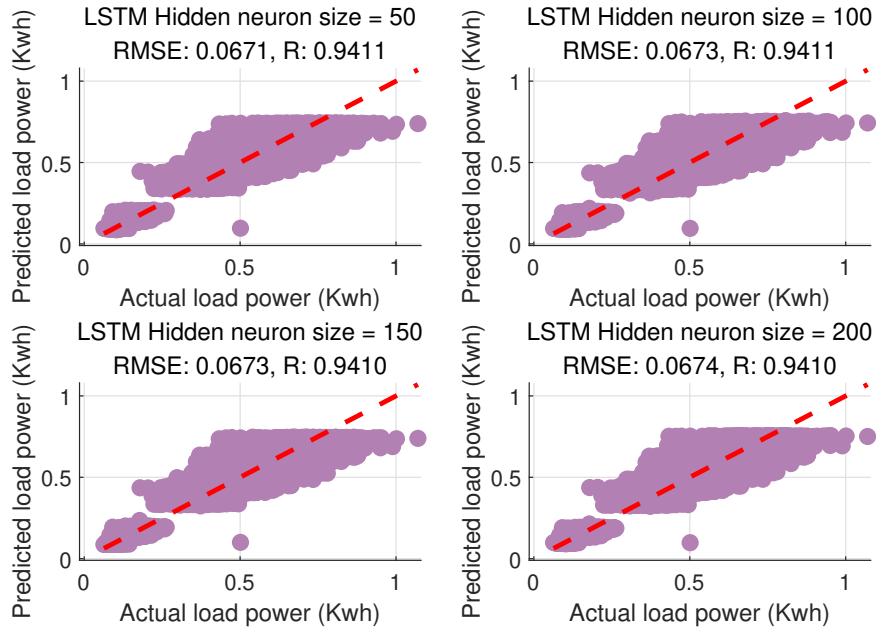 LSTM Hidden neuron size = 50
RMSE: 0.0671, R: 0.9411
Predicted load power (Kwh)
1
0.5
0
0
0.5
1
Actual load power (Kwh)
LSTM Hidden neuron size = 100
RMSE: 0.0673, R: 0.9411
Predicted load power (Kwh)
1
0.5
0
0
0.5
1
Actual load power (Kwh)
LSTM Hidden neuron size = 150
RMSE: 0.0673, R: 0.9410
Predicted load power (Kwh)
1
0.5
0
0
0.5
1
Actual load power (Kwh)
LSTM Hidden neuron size = 200
RMSE: 0.0674, R: 0.9410
Predicted load power (Kwh)
1
0.5
0
0
0.5
1
Actual load power (Kwh)